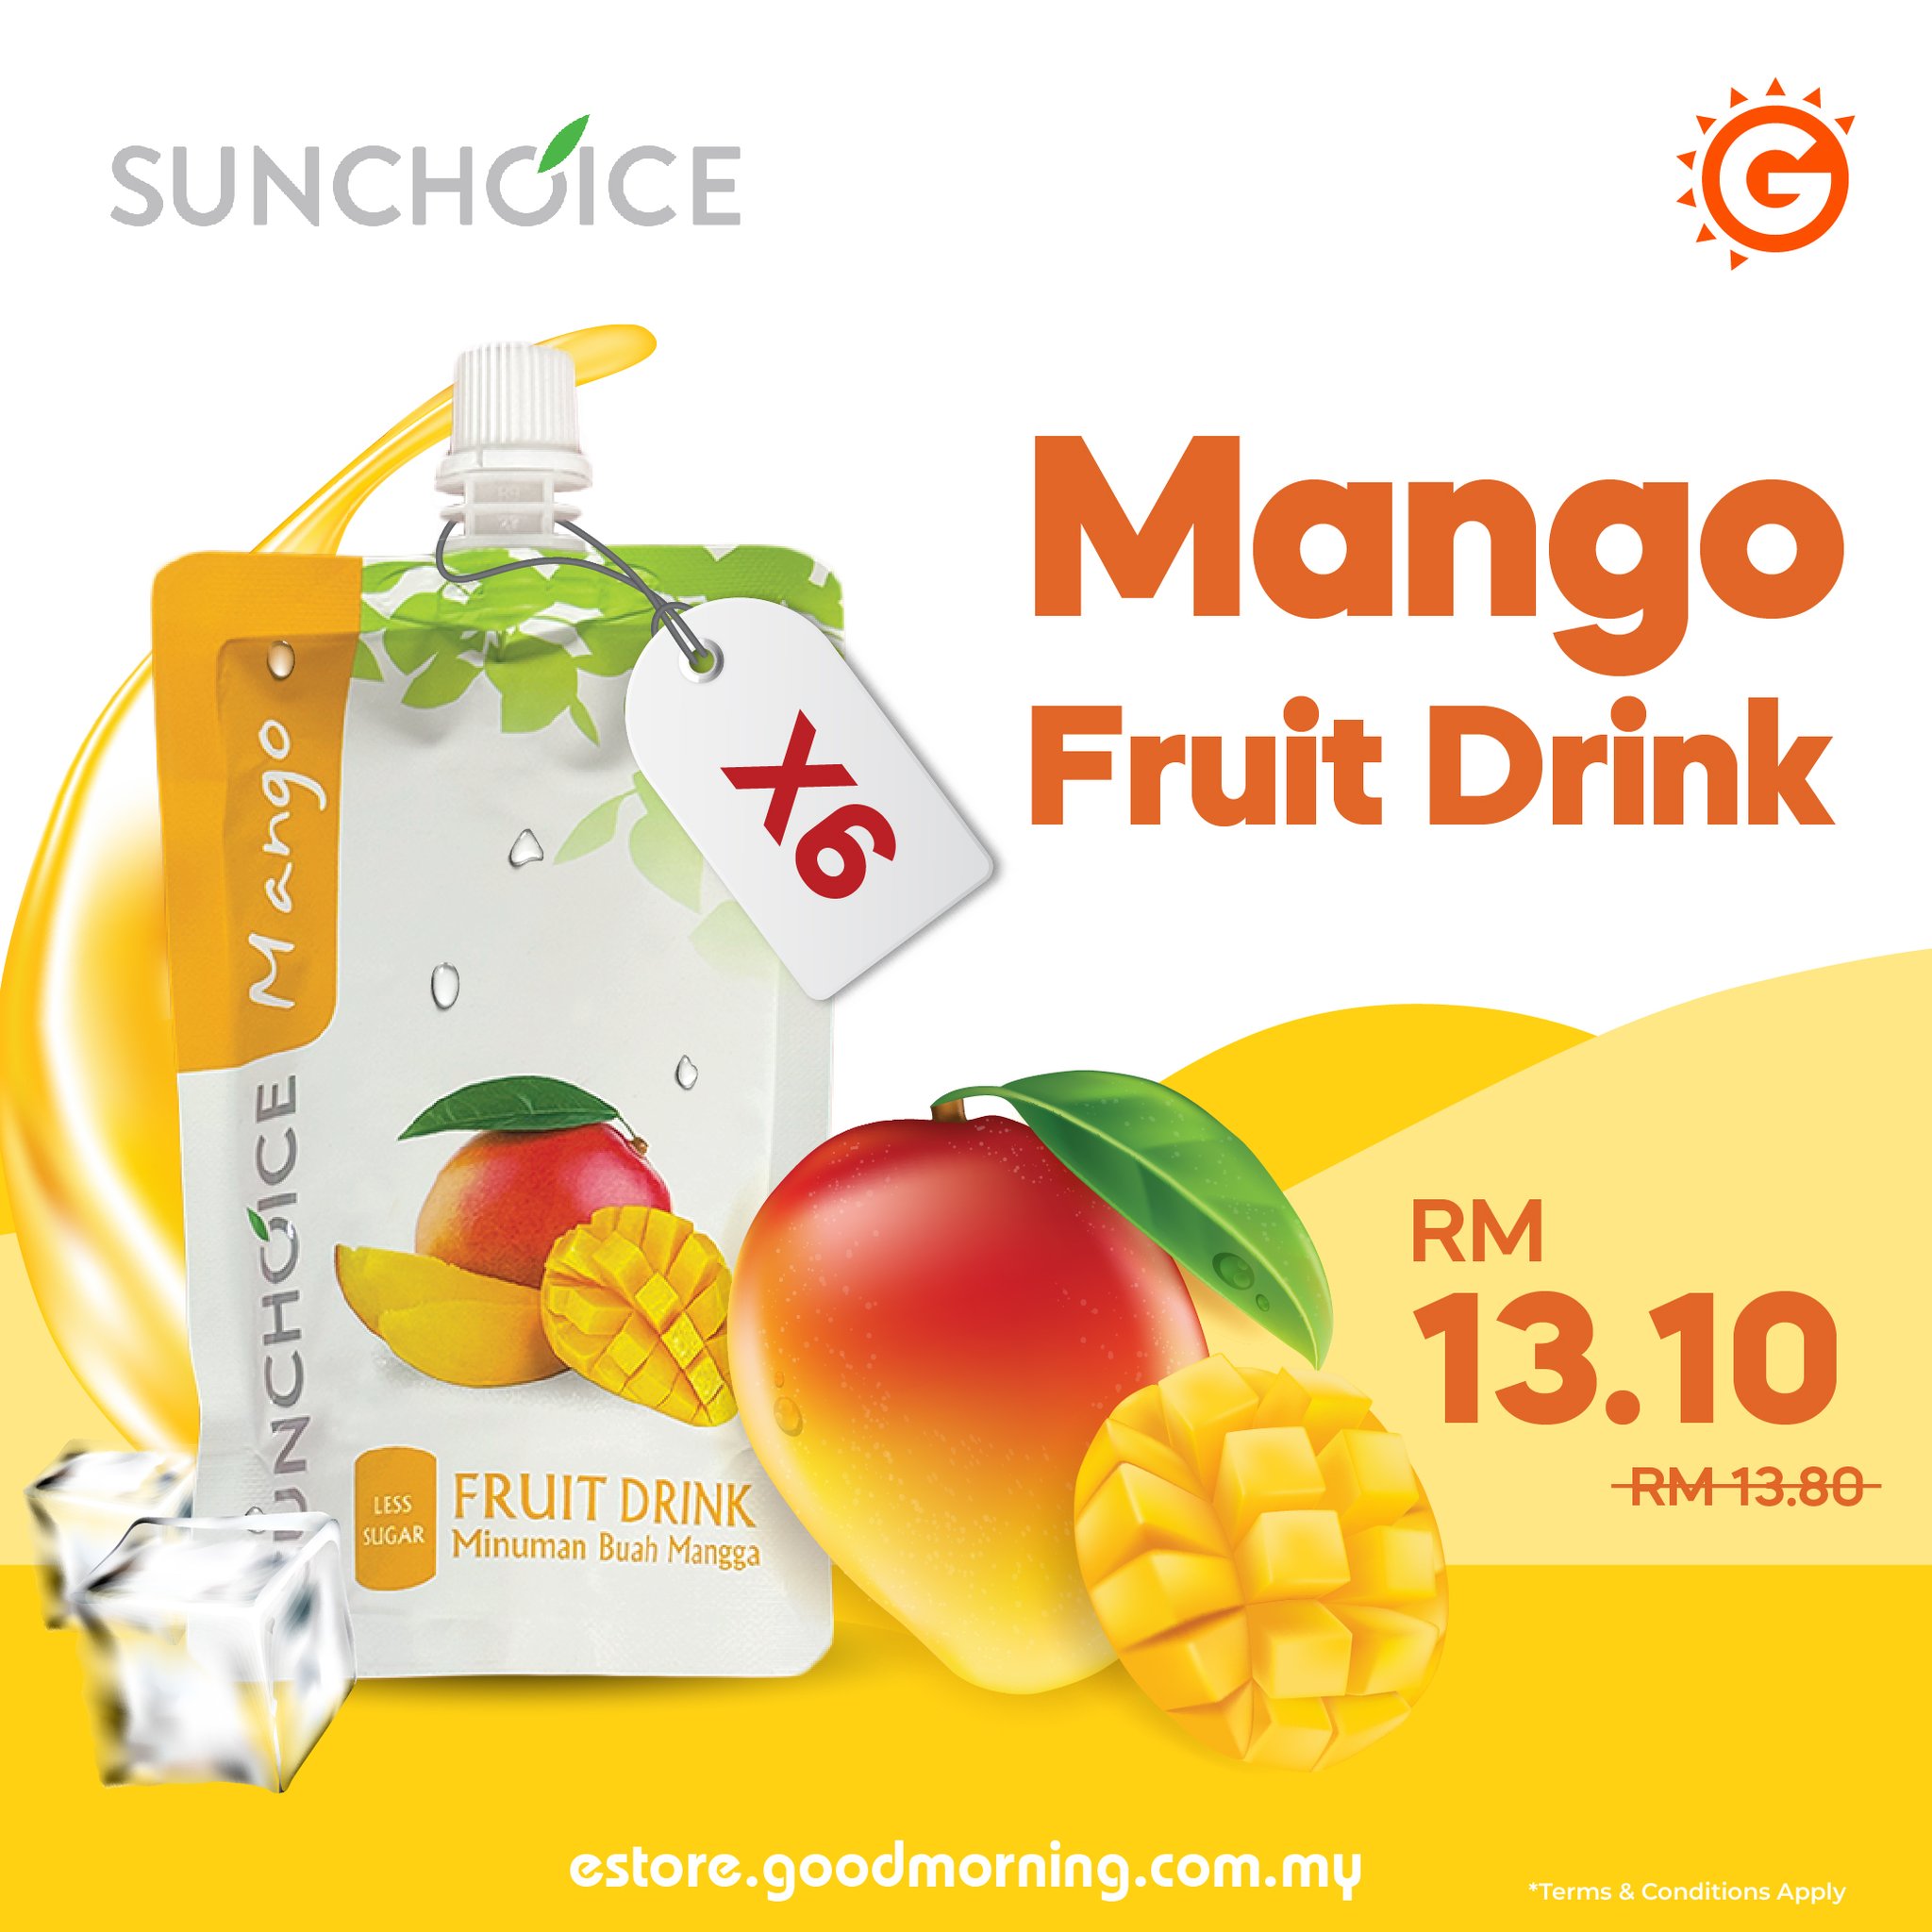 SUNCHOICE
G
Mango
Fruit Drink
X6
Mango
SUNCHOICE
LESS
SUGAR
FRUIT DRINK
Minuman Buah Mangga
RM
13.10
RM 13.80
estore.goodmorning.com.my
*Terms & Conditions Apply